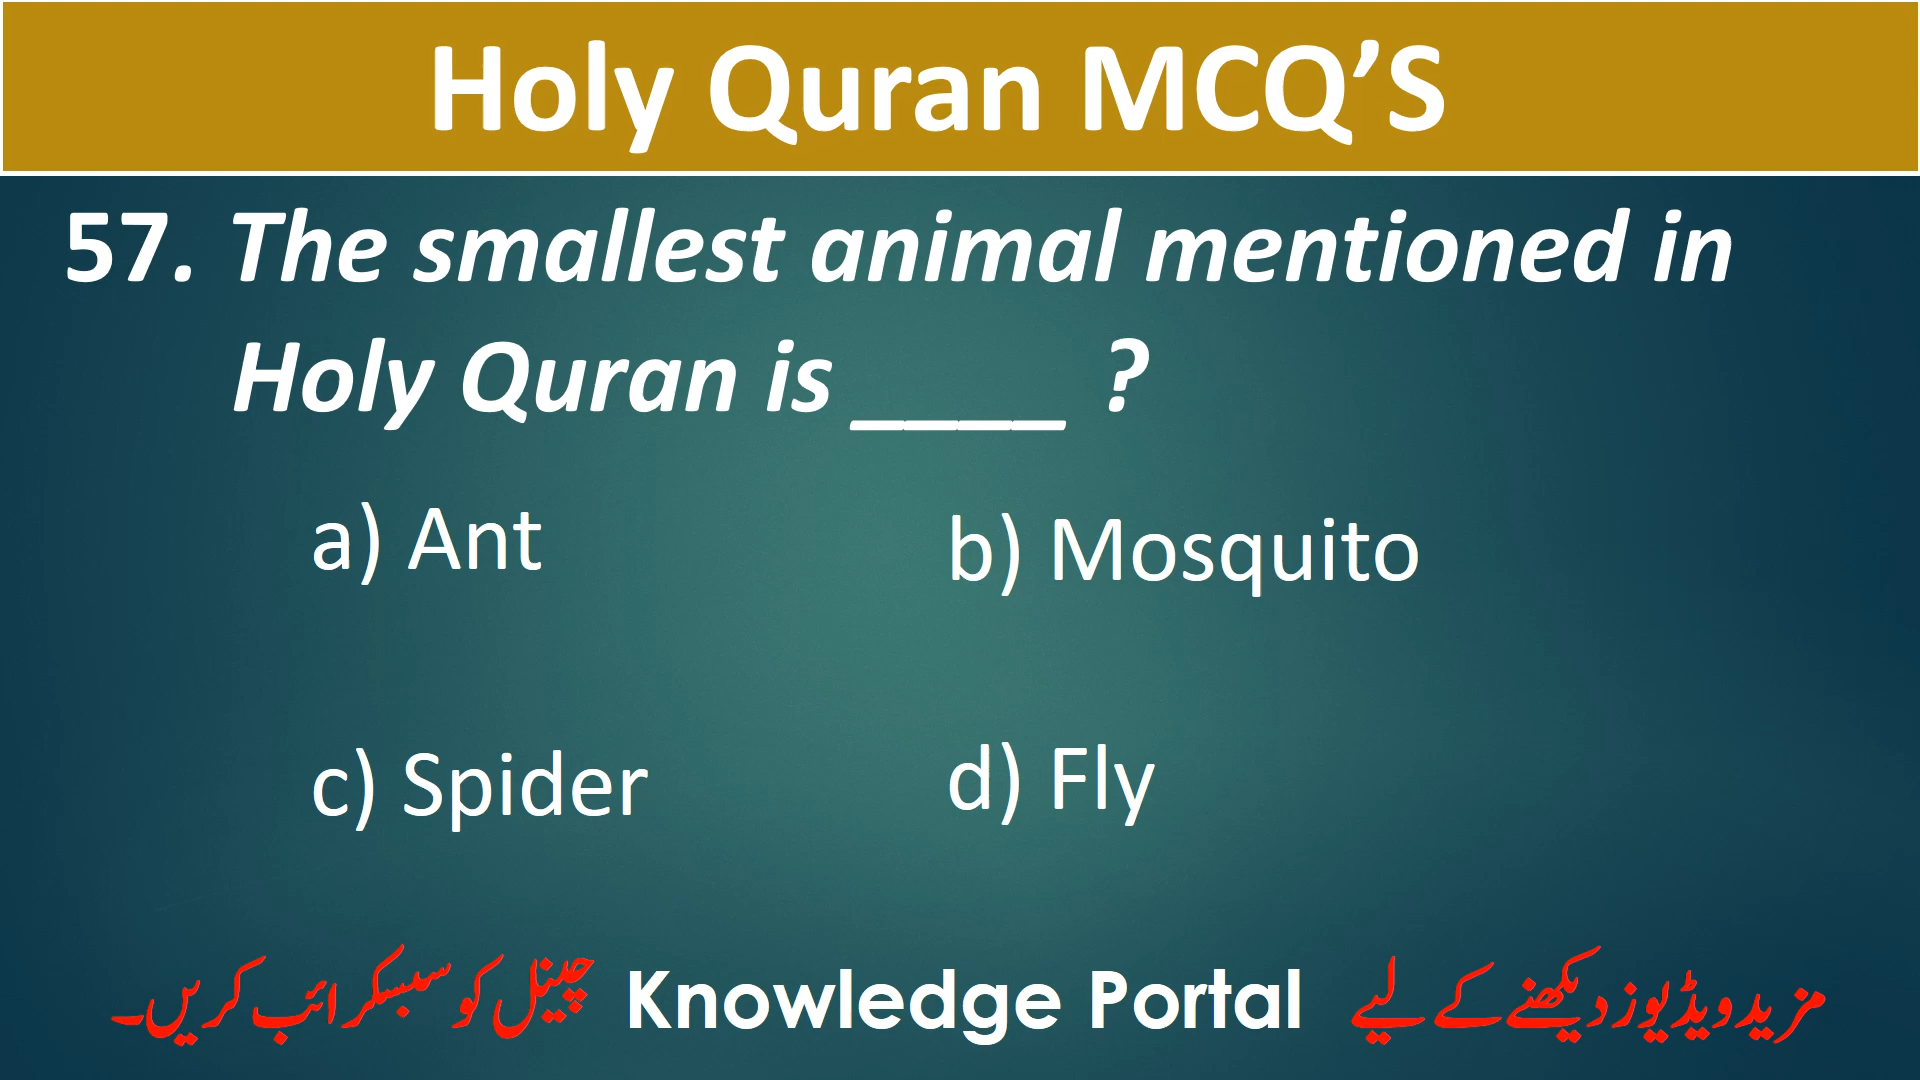 Holy Quran MCQ’S
57. The smallest animal mentioned in
Holy Quran is ____ ?
a) Ant
b) Mosquito
c) Spider
d) Fly
مزید ویڈیوز دیکھنے کے لیے Knowledge Portal چینل کو سبسکرائب کریں۔